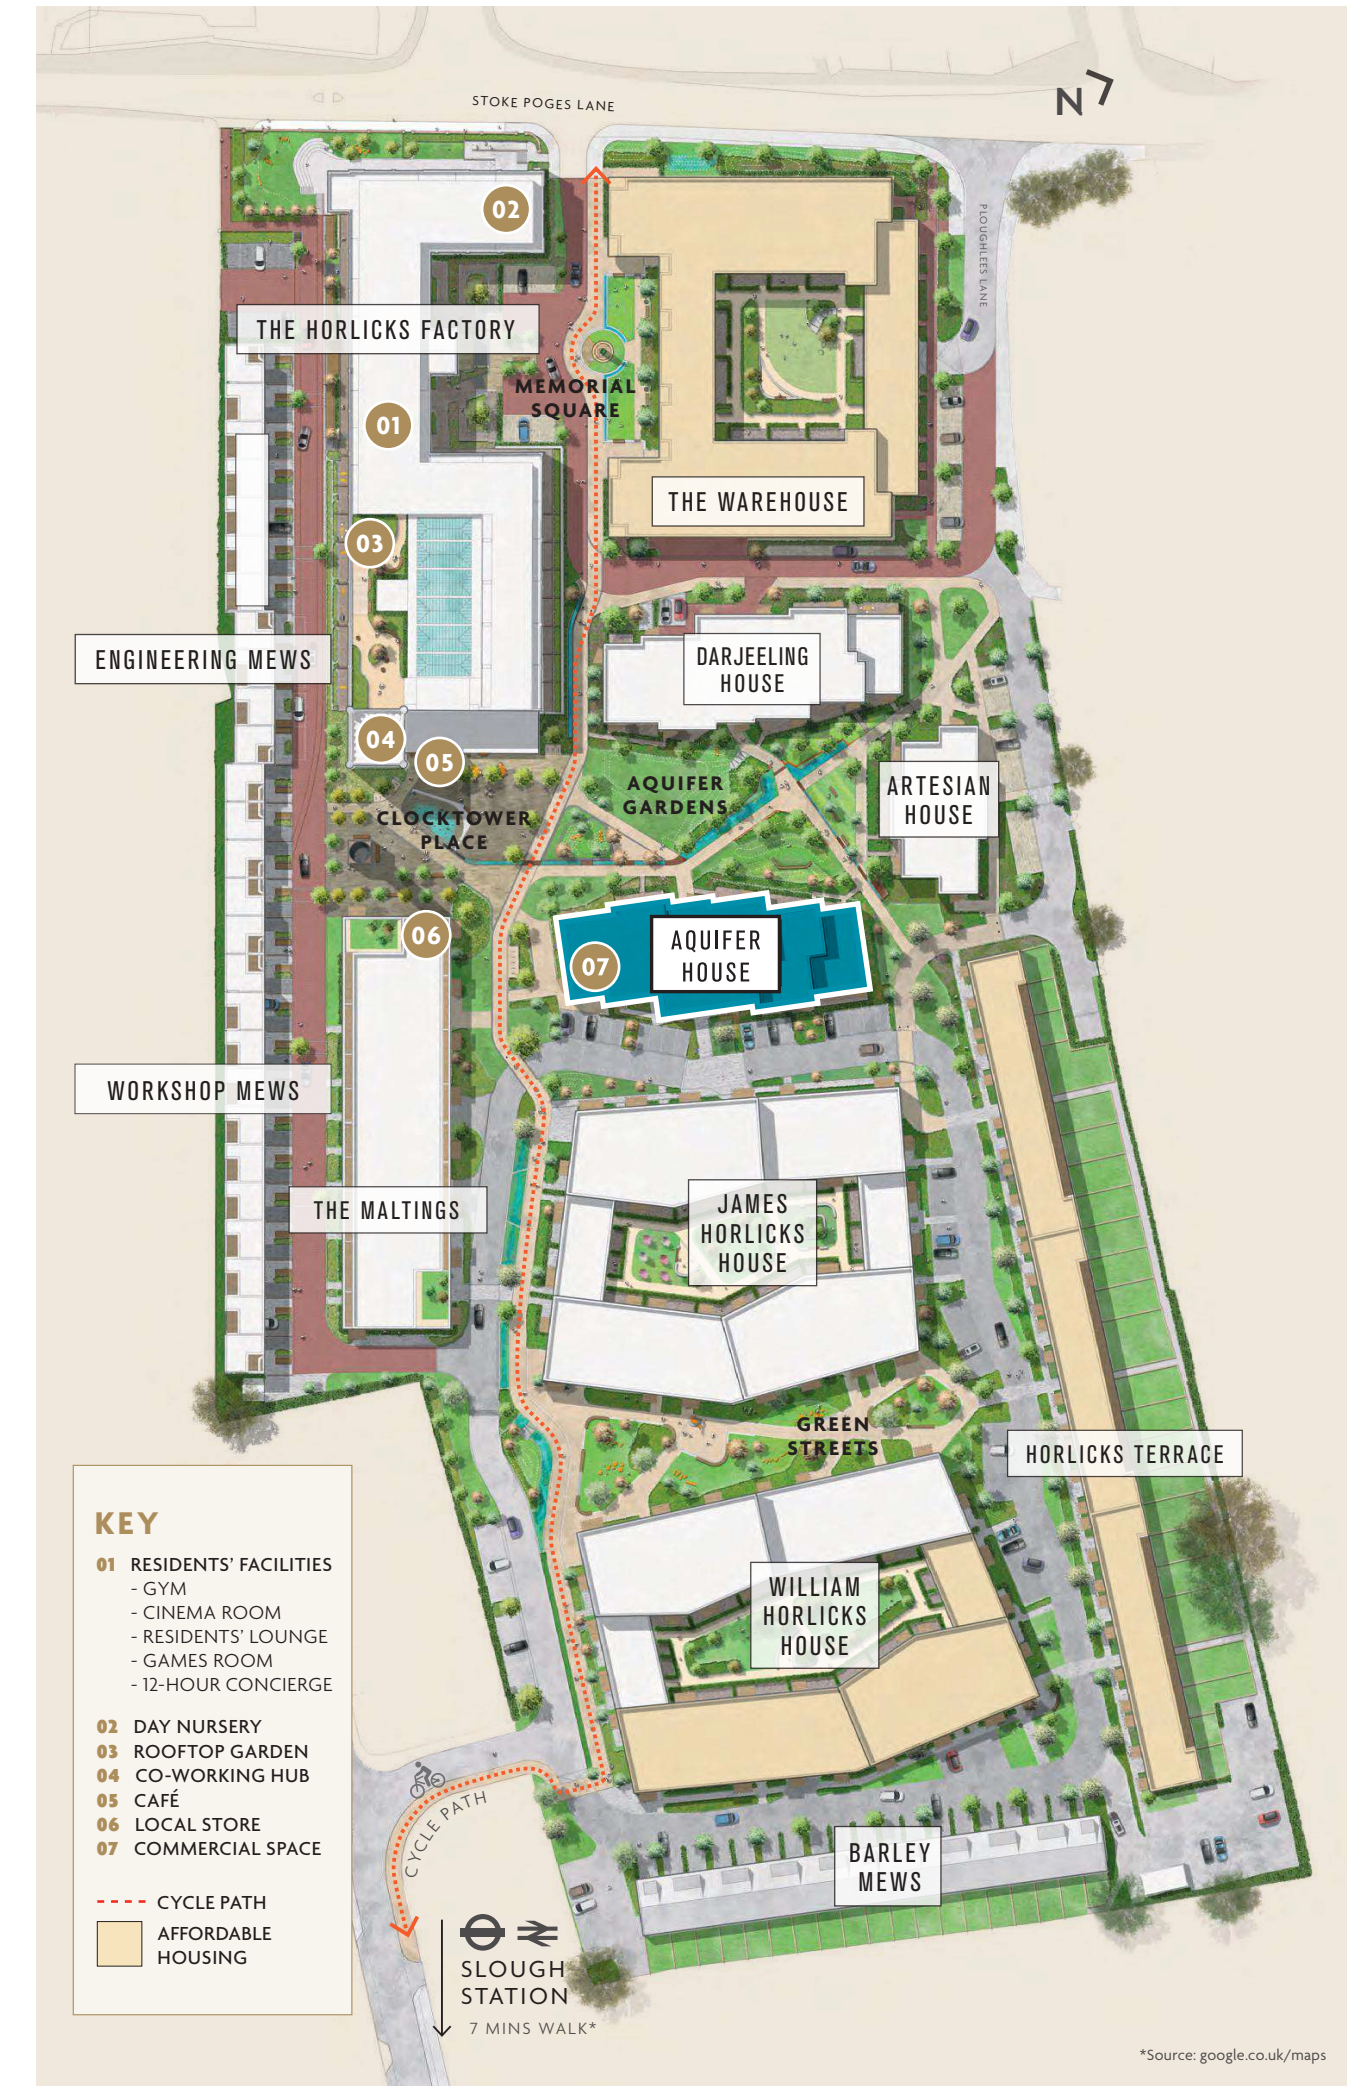 STOKE POGES LANE
N
PLOUGHLEES LANE
02
THE HORLICKS FACTORY
MEMORIAL
SQUARE
01
THE WAREHOUSE
03
ENGINEERING MEWS
DARJEELING
HOUSE
04
05
AQUIFER
GARDENS
ARTESIAN
HOUSE
CLOCKTOWER
PLACE
06
07
AQUIFER
HOUSE
WORKSHOP MEWS
THE MALTINGS
JAMES
HORLICKS
HOUSE
GREEN
STREETS
HORLICKS TERRACE
WILLIAM
HORLICKS
HOUSE
BARLEY
MEWS
KEY
01 RESIDENTS' FACILITIES
- GYM
- CINEMA ROOM
- RESIDENTS' LOUNGE
- GAMES ROOM
- 12-HOUR CONCIERGE
02 DAY NURSERY
03 ROOFTOP GARDEN
04 CO-WORKING HUB
05 CAFÉ
06 LOCAL STORE
07 COMMERCIAL SPACE
CYCLE PATH
AFFORDABLE
HOUSING
CYCLE PATH
SLOUGH
STATION
7 MINS WALK*
*Source: google.co.uk/maps